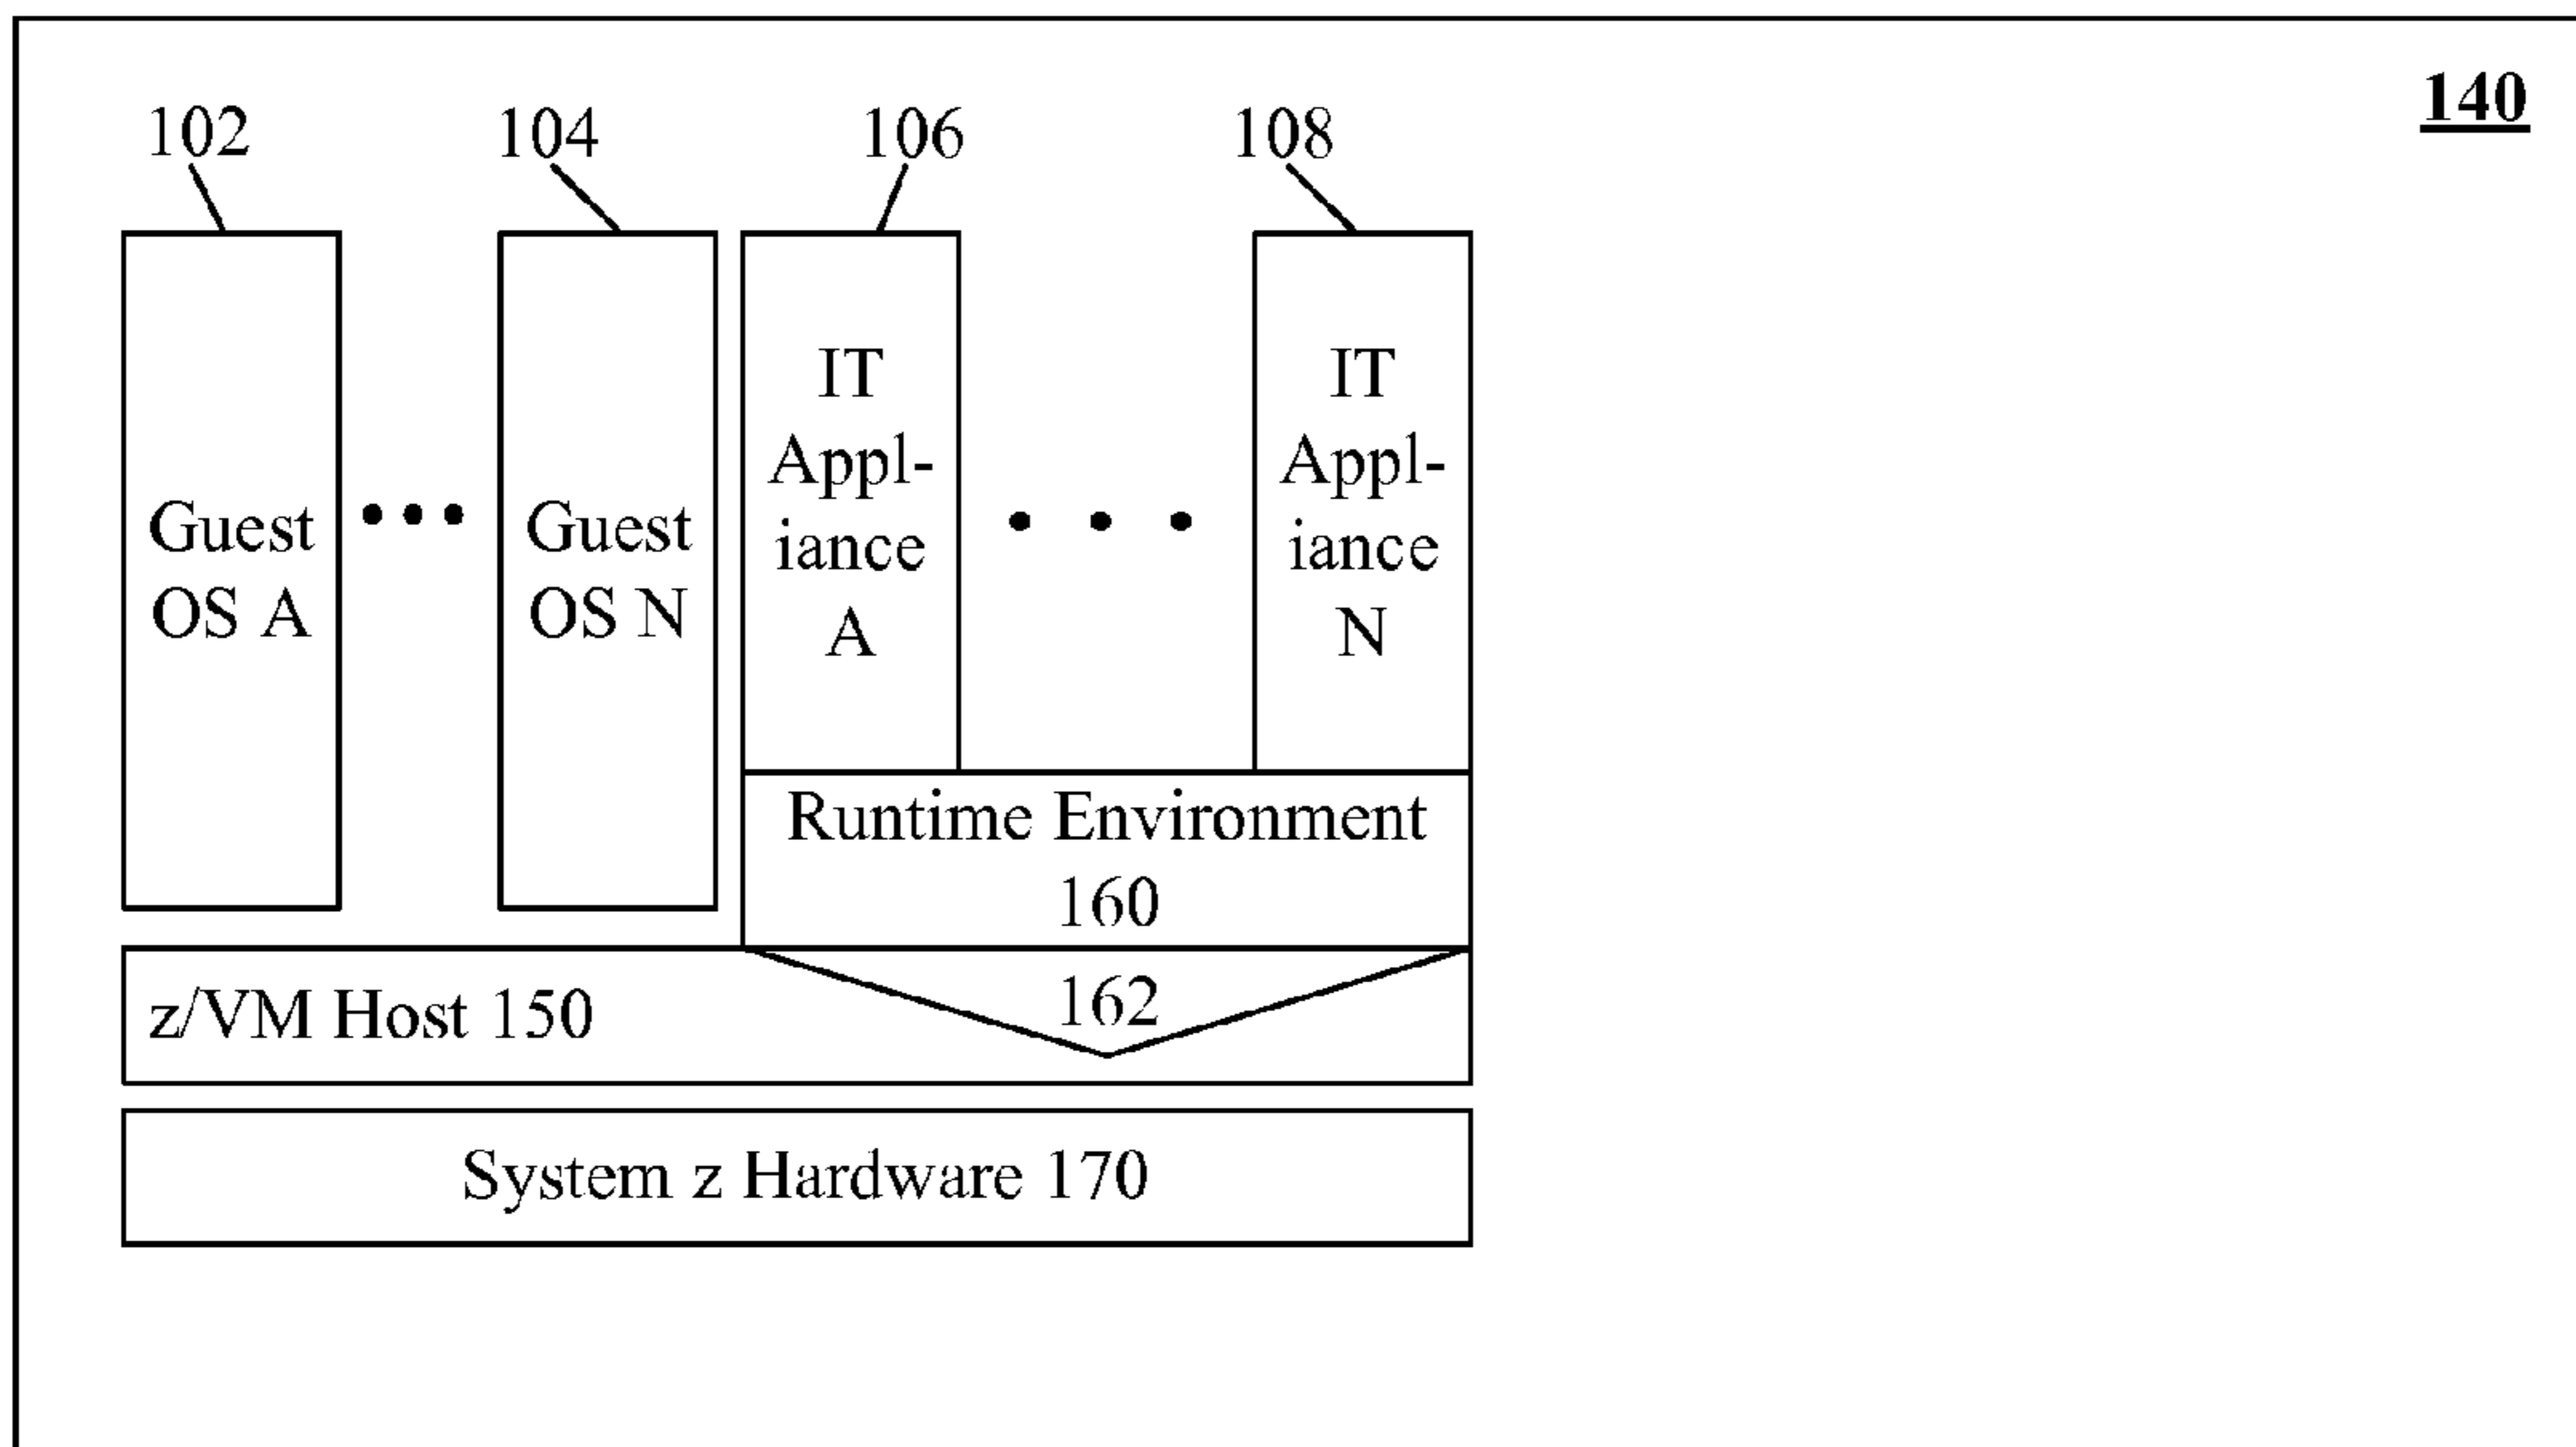 140
102
104
106
108
Guest
OS A
Guest
OS N
IT
Appl-
iance
A
IT
Appl-
iance
N
Runtime Environment
160
z/VM Host 150
162
System z Hardware 170